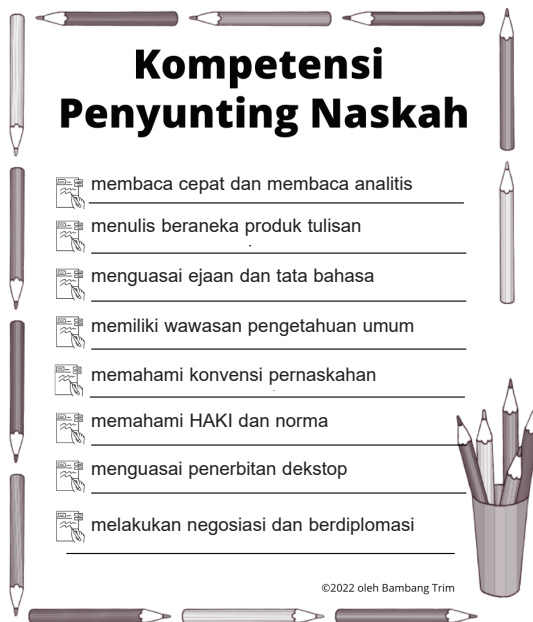 Kompetensi
Penyunting Naskah
membaca cepat dan membaca analitis
menulis beraneka produk tulisan
menguasai ejaan dan tata bahasa
memiliki wawasan pengetahuan umum
memahami konvensi pernaskahan
memahami HAKI dan norma
menguasai penerbitan dekstop
melakukan negosiasi dan berdiplomasi
©2022 oleh Bambang Trim